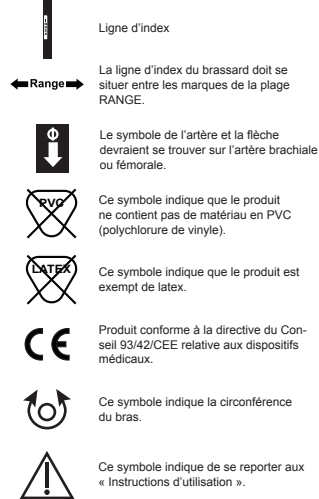 Ligne d'index
Range
La ligne d'index du brassard doit se
situer entre les marques de la plage
RANGE.
Le symbole de l'artère et la flèche
devraient se trouver sur l'artère brachiale
ou fémorale.
PVC
Ce symbole indique que le produit
ne contient pas de matériau en PVC
(polychlorure de vinyle).
LATEX
Ce symbole indique que le produit est
exempt de latex.
CE
Produit conforme à la directive du Con-
seil 93/42/CEE relative aux dispositifs
médicaux.
Ce symbole indique la circonférence
du bras.
Ce symbole indique de se reporter aux
« Instructions d'utilisation ».